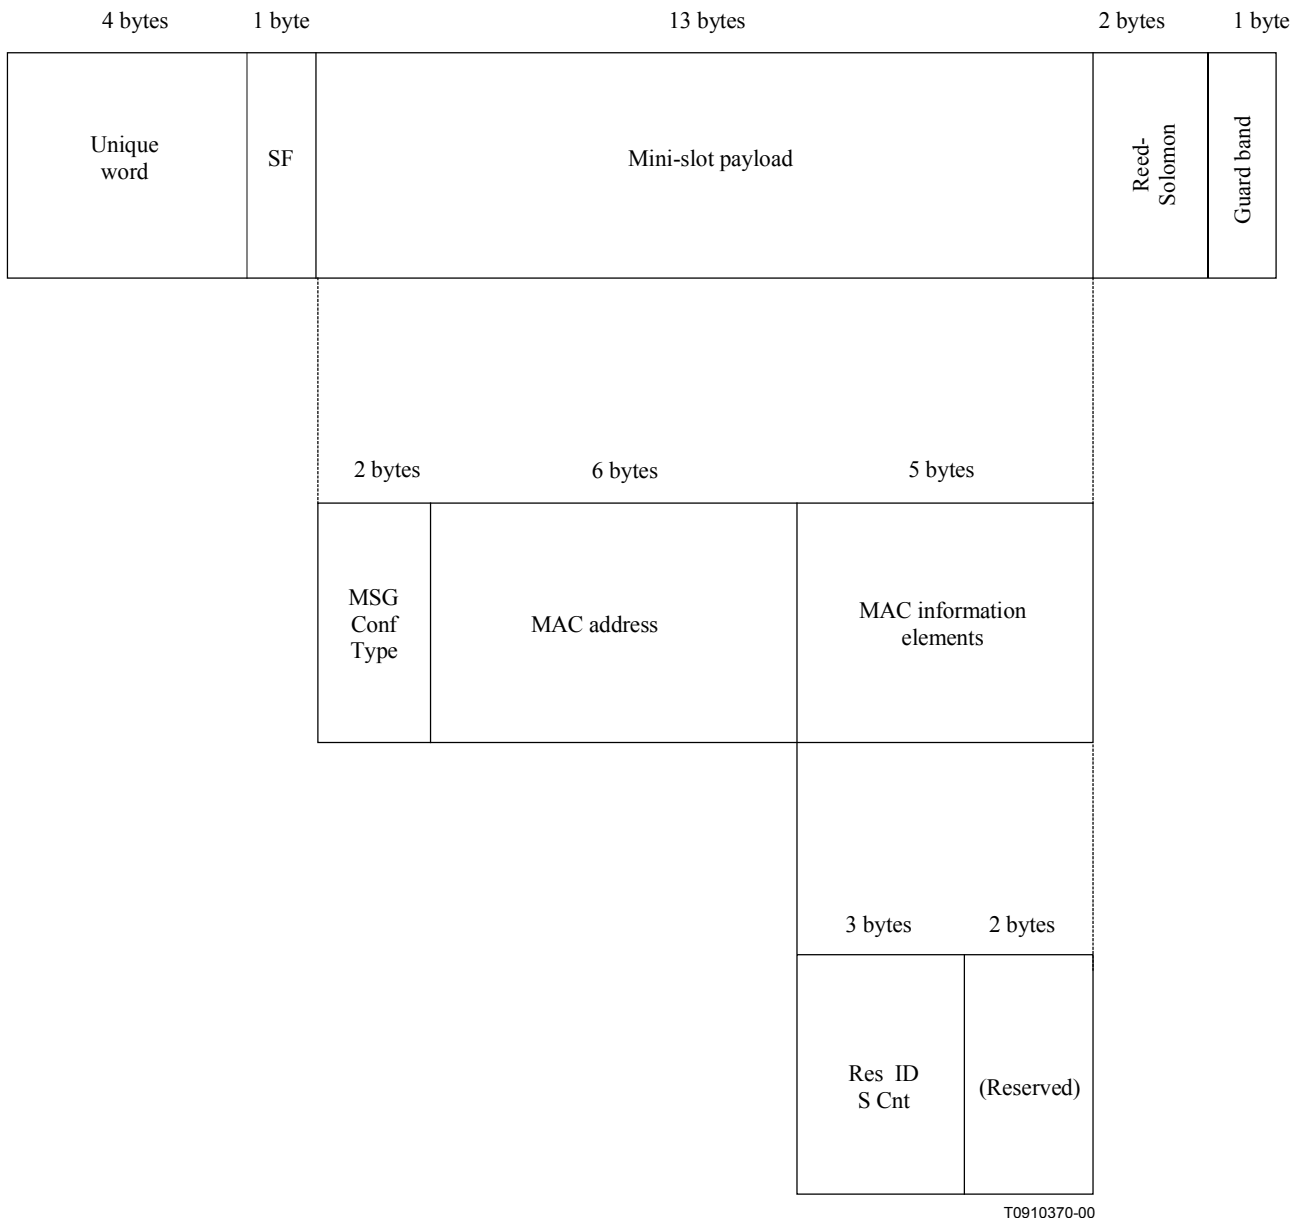 4 bytes 1 byte 13 bytes 2 bytes 1 byte
Unique
word
SF
Mini-slot payload
Reed-
Solomon
Guard band
2 bytes 6 bytes 5 bytes
MSG
Conf
Type
MAC address
MAC information
elements
3 bytes 2 bytes
Res ID
S Cnt
(Reserved)
T0910370-00